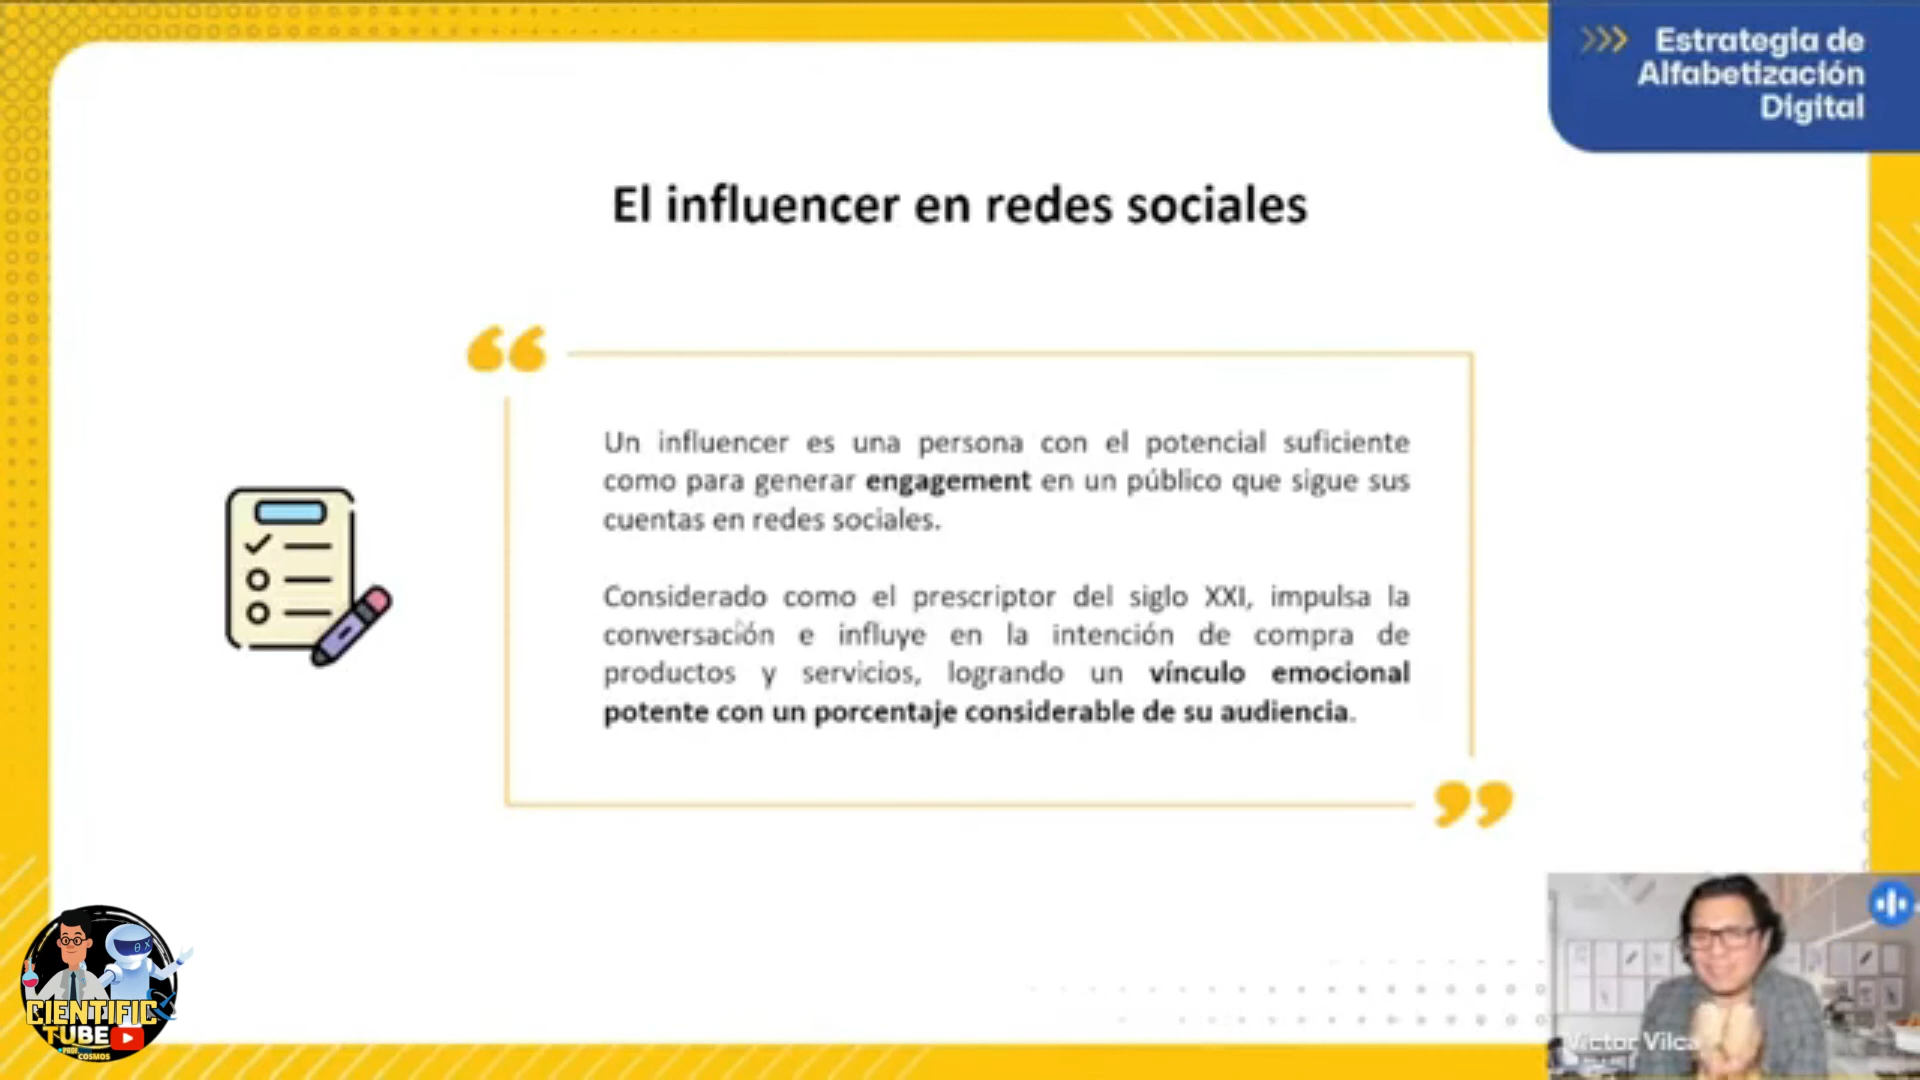 Estrategia de
Alfabetización
Digital
El influencer en redes sociales
Un influencer es una persona con el potencial suficiente
como para generar engagement en un público que sigue sus
cuentas en redes sociales.
Considerado como el prescriptor del siglo XXI, impulsa la
conversación e influye en la intención de compra de
productos y servicios, logrando un vínculo emocional
potente con un porcentaje considerable de su audiencia.
CIENTIFIC
TUBE
PROF
COSMOS
Victor Vilca